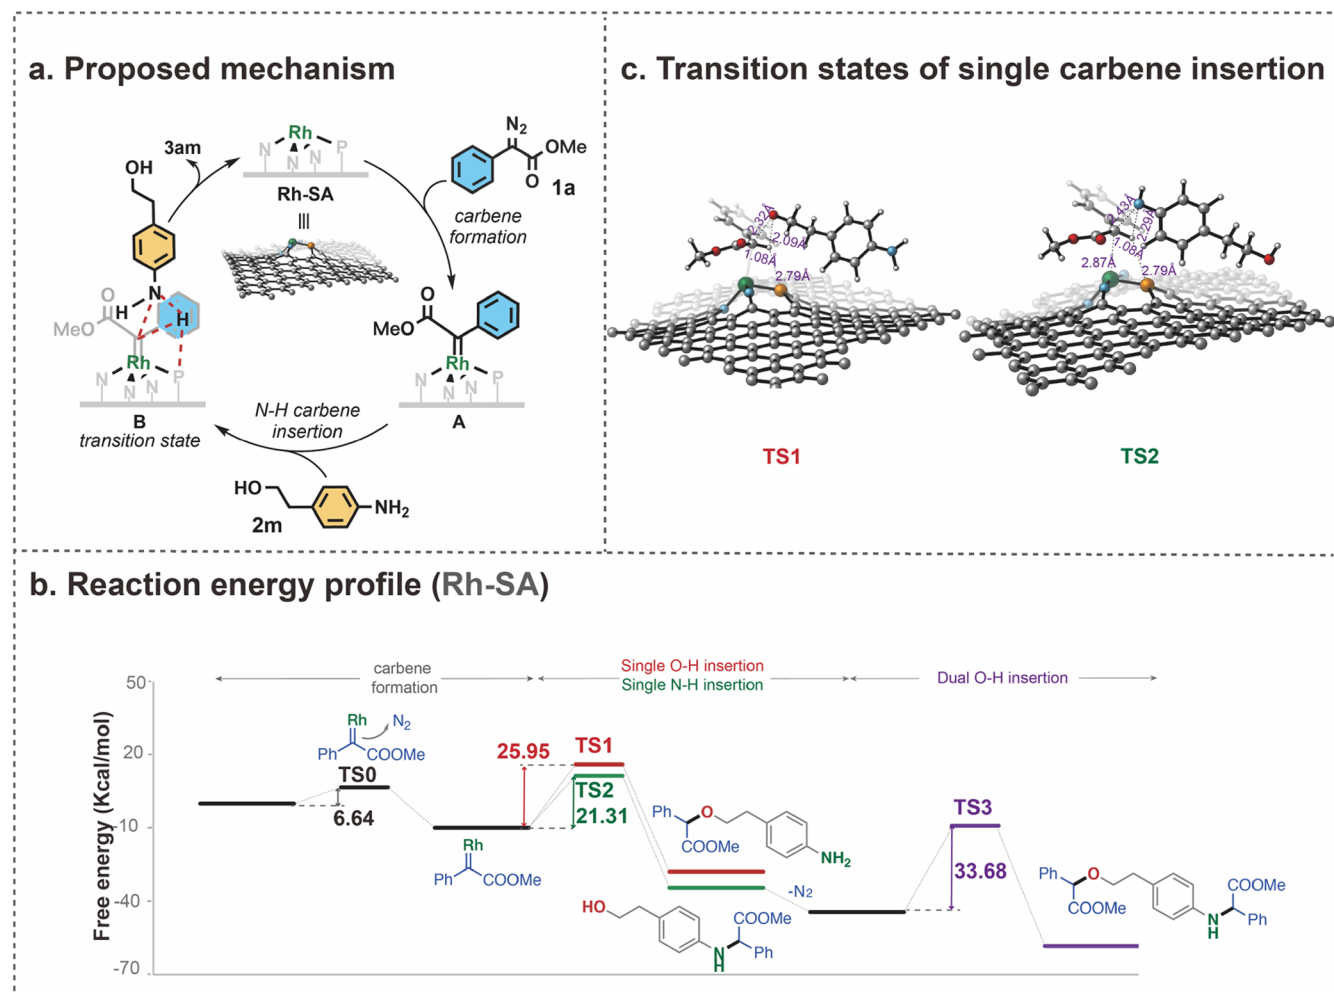 a. Proposed mechanism
3am
OH
Rh
N
N
N
P
Rh-SA
N₂
OMe
O
1a
carbene
formation
O
MeO
Rh
N
N
N
P
A
N-H carbene
insertion
HO
NH₂
2m
N
H
H
O
MeO
Rh
N
N
N
P
B
transition state
c. Transition states of single carbene insertion
2.32Å
2.09Å
1.08Å
2.79Å
TS1
2.43Å
2.29Å
1.08Å
2.87Å
2.79Å
TS2
b. Reaction energy profile (Rh-SA)
carbene
formation
Single O-H insertion
Single N-H insertion
Dual O-H insertion
Free energy (Kcal/mol)
50
20
-10
-40
-70
Rh
N₂
Ph
COOMe
TS0
6.64
Rh
Ph
COOMe
25.95
TS1
TS2
21.31
Ph
O
COOMe
NH₂
HO
COOMe
N
H
Ph
-N₂
TS3
33.68
Ph
O
COOMe
COOMe
N
H
Ph